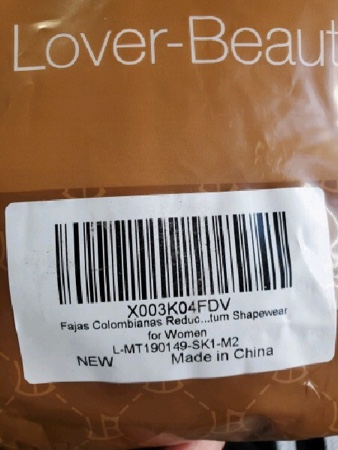 Lover-Beaut
X003K04FDV
Fajas Colombianas Reduc...tum Shapewear
for Women
L-MT190149-SK1-M2
NEW Made in China